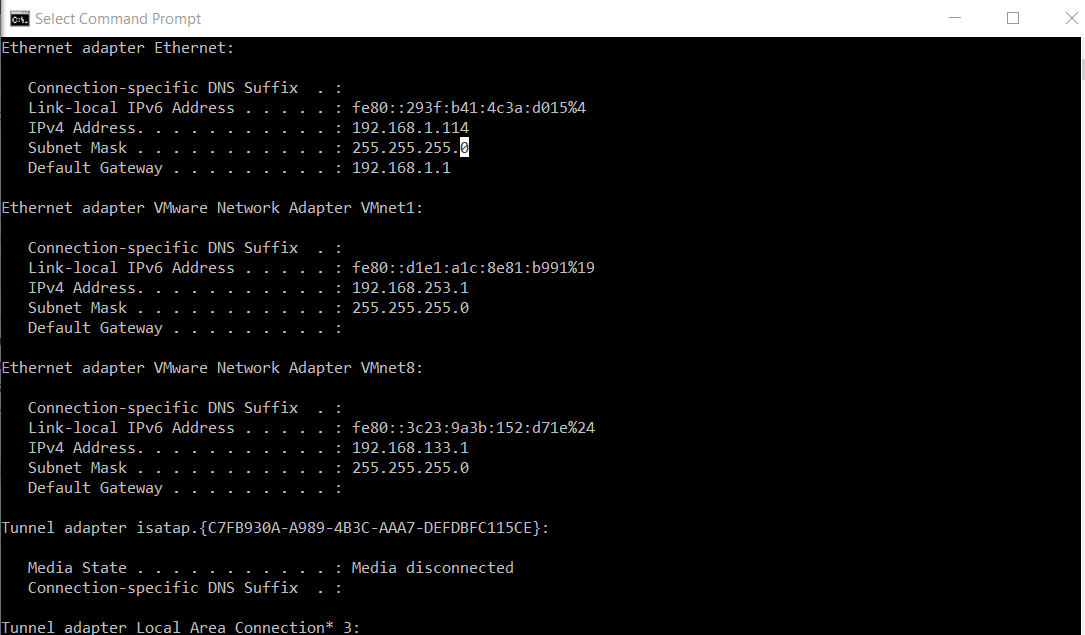 Select Command Prompt
Ethernet adapter Ethernet:
Connection-specific DNS Suffix  . :
Link-local IPv6 Address . . . . . : fe80::293f:b41:4c3a:d015%4
IPv4 Address. . . . . . . . . . . : 192.168.1.114
Subnet Mask . . . . . . . . . . . : 255.255.255.0
Default Gateway . . . . . . . . . : 192.168.1.1
Ethernet adapter VMware Network Adapter VMnet1:
Connection-specific DNS Suffix  . :
Link-local IPv6 Address . . . . . : fe80::d1e1:a1c:8e81:b991%19
IPv4 Address. . . . . . . . . . . : 192.168.253.1
Subnet Mask . . . . . . . . . . . : 255.255.255.0
Default Gateway . . . . . . . . . :
Ethernet adapter VMware Network Adapter VMnet8:
Connection-specific DNS Suffix  . :
Link-local IPv6 Address . . . . . : fe80::3c23:9a3b:152:d71e%24
IPv4 Address. . . . . . . . . . . : 192.168.133.1
Subnet Mask . . . . . . . . . . . : 255.255.255.0
Default Gateway . . . . . . . . . :
Tunnel adapter isatap.{C7FB930A-A989-4B3C-AAA7-DEFDBFC115CE}:
Media State . . . . . . . . . . . : Media disconnected
Connection-specific DNS Suffix  . :
Tunnel adapter Local Area Connection* 3: